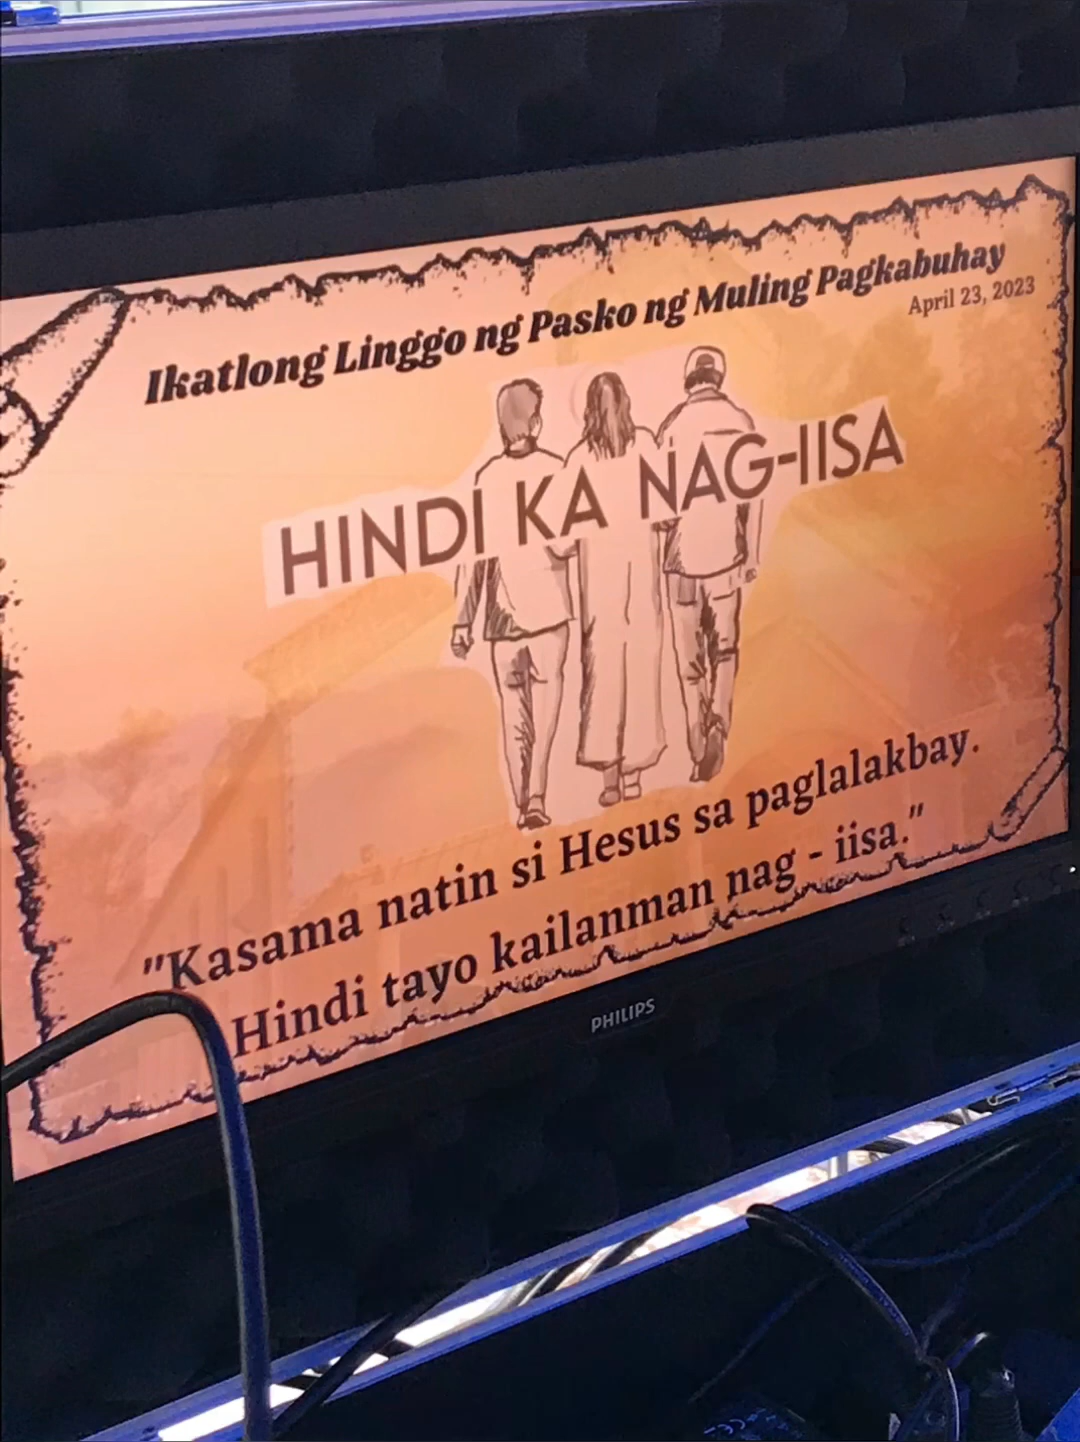 Ikatlong Linggo ng Pasko ng Muling Pagkabuhay
April 23, 2023
HINDI KA NAG-IISA
"Kasama natin si Hesus sa paglalakbay.
Hindi tayo kailanman nag - iisa."
PHILIPS